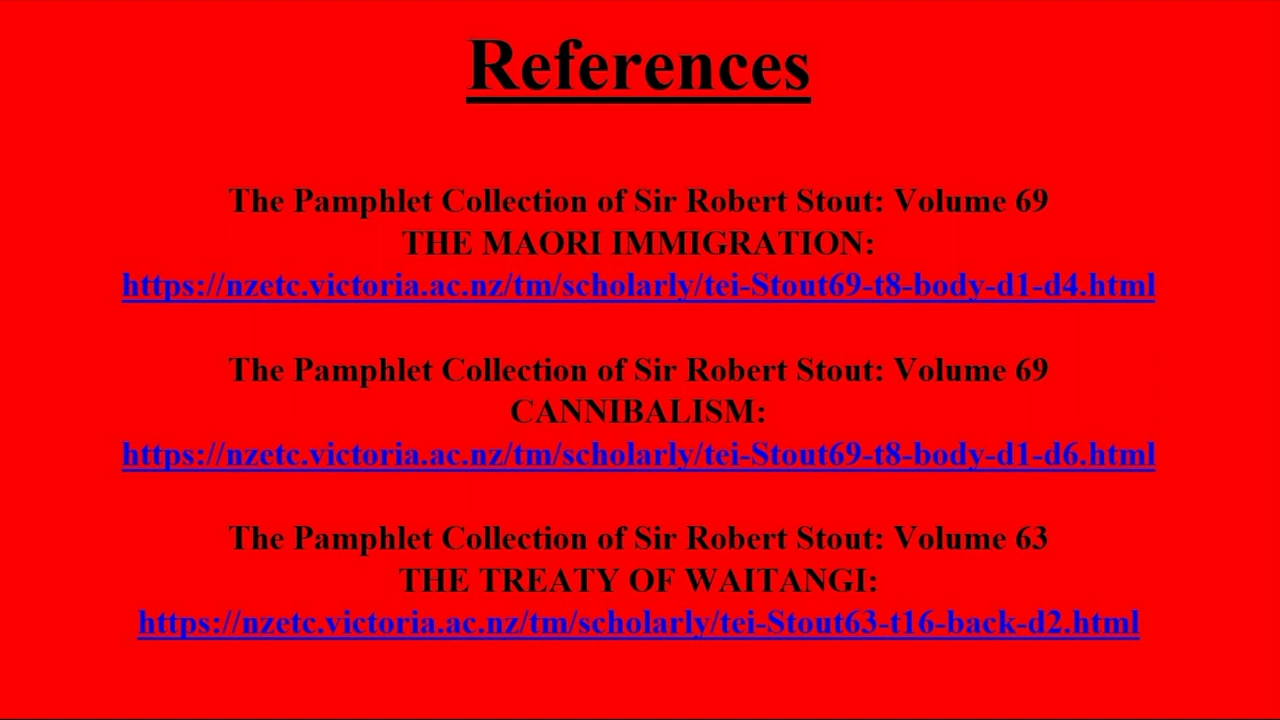 References
The Pamphlet Collection of Sir Robert Stout: Volume 69
THE MAORI IMMIGRATION:
https://nzetc.victoria.ac.nz/tm/scholarly/tei-Stout69-t8-body-d1-d4.html
The Pamphlet Collection of Sir Robert Stout: Volume 69
CANNIBALISM:
https://nzetc.victoria.ac.nz/tm/scholarly/tei-Stout69-t8-body-d1-d6.html
The Pamphlet Collection of Sir Robert Stout: Volume 63
THE TREATY OF WAITANGI:
https://nzetc.victoria.ac.nz/tm/scholarly/tei-Stout63-t16-back-d2.html